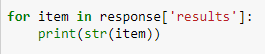 for item in response['results']:
    print(str(item))